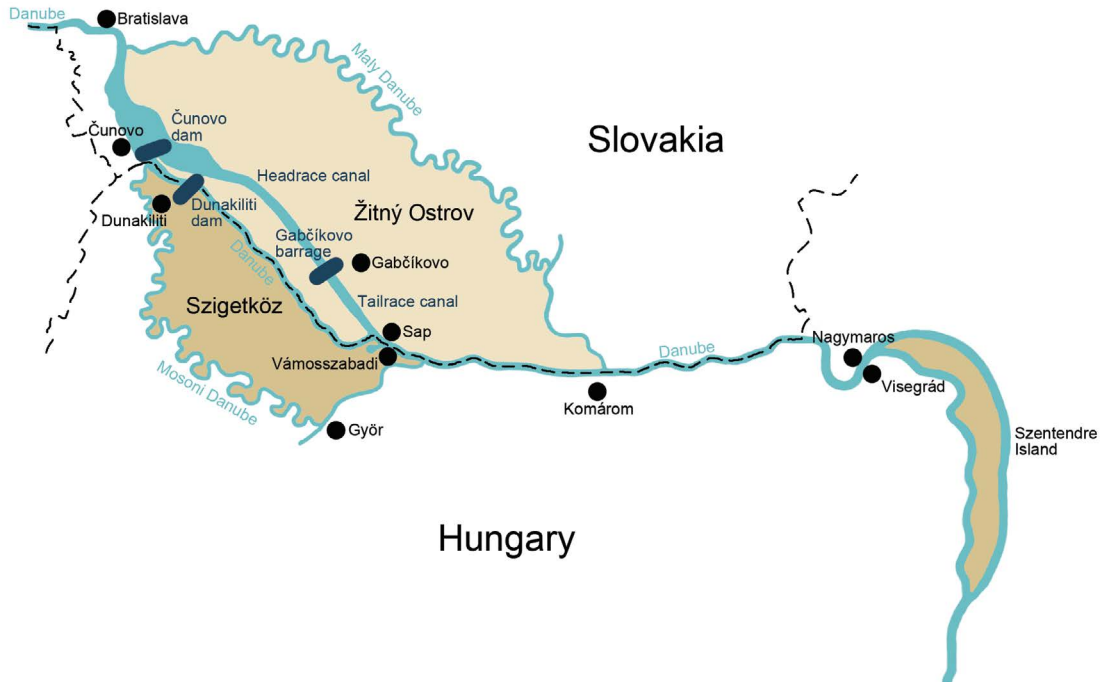 Danube
Bratislava
Maly Danube
Čunovo
dam
Čunovo
Slovakia
Headrace canal
Dunakiliti
Dunakiliti
dam
Žitný Ostrov
Gabčíkovo
barrage
Danube
Gabčíkovo
Szigetköz
Tailrace canal
Sap
Vámosszabadi
Danube
Nagymaros
Visegrád
Mosoni Danube
Komárom
Györ
Szentendre
Island
Hungary